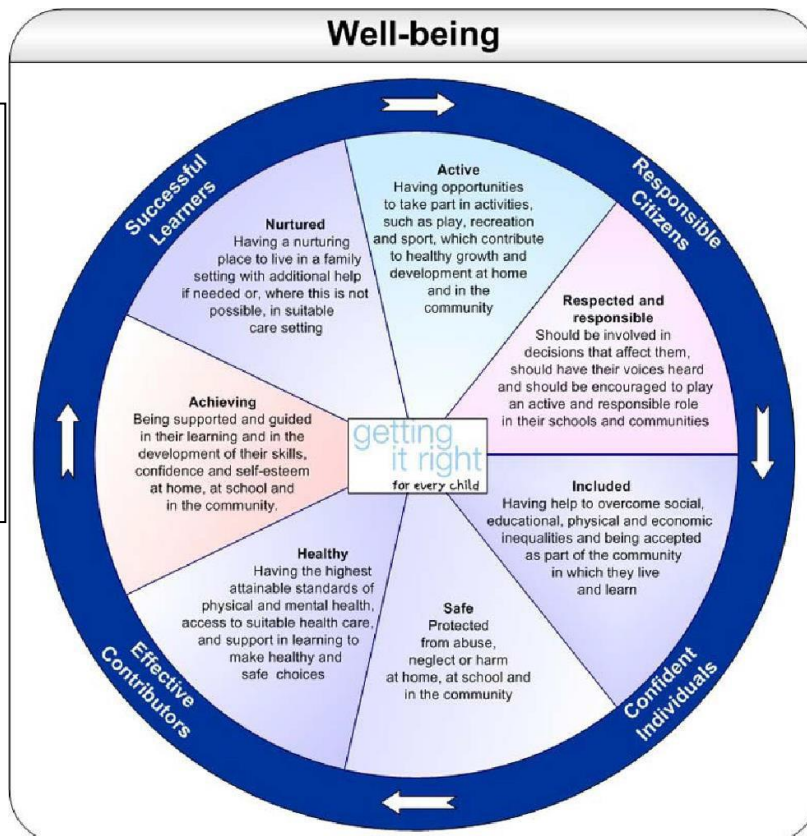 Well-being
Successful
Learners
Responsible
Citizens
Active
Having opportunities
to take part in activities,
such as play, recreation
and sport, which contribute
to healthy growth and
development at home
and in the
community
Nurtured
Having a nurturing
place to live in a family
setting with additional help
if needed or, where this is not
possible, in suitable
care setting
Respected and
responsible
Should be involved in
decisions that affect them,
should have their voices heard
and should be encouraged to play
an active and responsible role
in their schools and communities
Achieving
Being supported and guided
in their learning and in the
development of their skills,
confidence and self-esteem
at home, at school and
in the community.
getting
it right
for every child
Included
Having help to overcome social,
educational, physical and economic
inequalities and being accepted
as part of the community
in which they live
and learn
Healthy
Having the highest
attainable standards of
physical and mental health,
access to suitable health care,
and support in learning to
make healthy and
safe choices
Safe
Protected
from abuse,
neglect or harm
at home, at school and
in the community
Effective
Contributors
Confident
Individuals